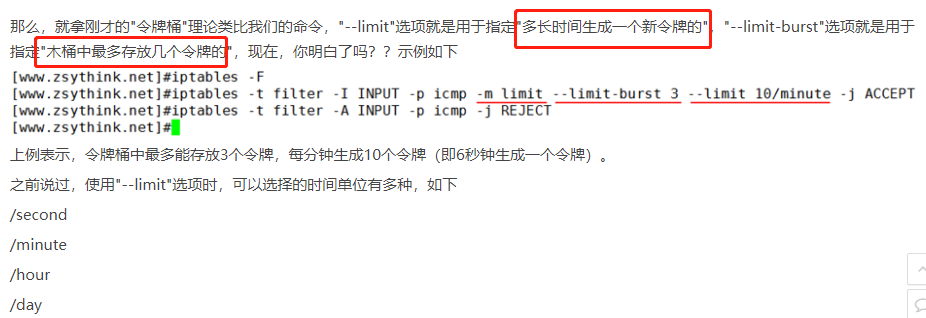 那么，就拿刚才的"令牌桶"理论类比我们的命令，"--limit"选项就是用于指定"多长时间生成一个新令牌的"，"--limit-burst"选项就是用于
指定"木桶中最多存放几个令牌的"，现在，你明白了吗？？示例如下
[www.zsythink.net]#iptables -F
[www.zsythink.net]#iptables -t filter -I INPUT -p icmp -m limit --limit-burst 3 --limit 10/minute -j ACCEPT
[www.zsythink.net]#iptables -t filter -A INPUT -p icmp -j REJECT
[www.zsythink.net]#
上例表示，令牌桶中最多能存放3个令牌，每分钟生成10个令牌（即6秒钟生成一个令牌）。
之前说过，使用"--limit"选项时，可以选择的时间单位有多种，如下
/second
/minute
/hour
/day